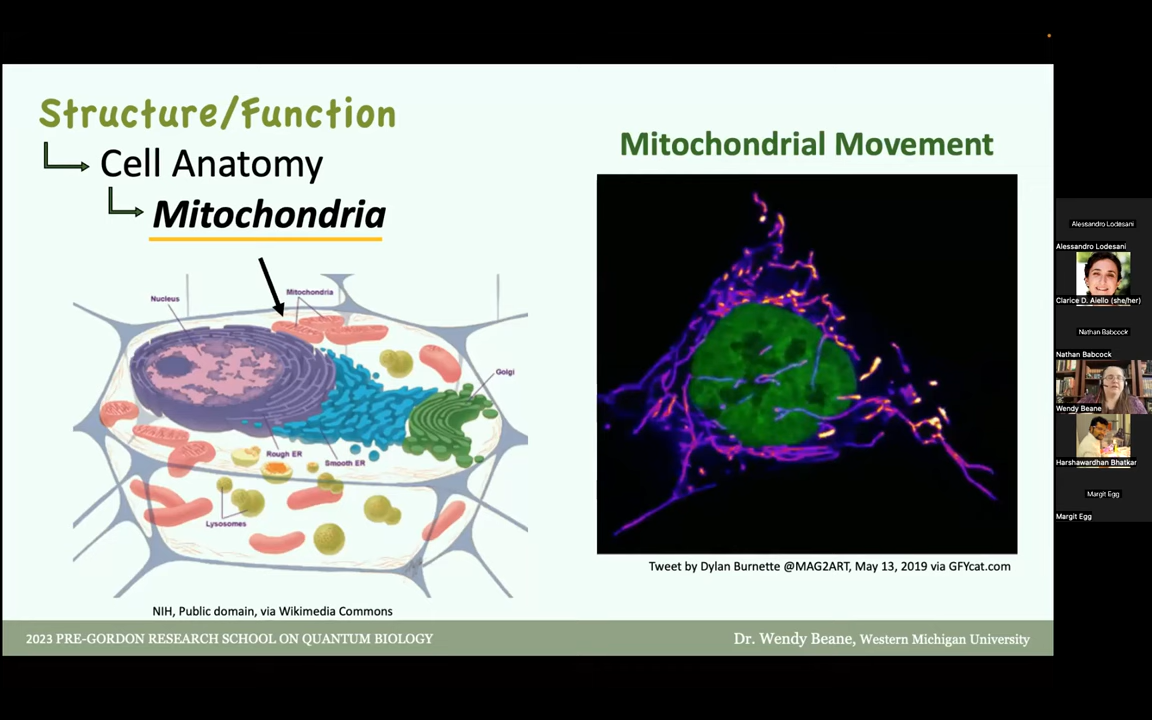 Structure/Function
Cell Anatomy
Mitochondria
Nucleus
Mitochondria
Golgi
Rough ER
Smooth ER
Lysosomes
NIH, Public domain, via Wikimedia Commons
Mitochondrial Movement
Tweet by Dylan Burnette @MAG2ART, May 13, 2019 via GFYcat.com
2023 PRE-GORDON RESEARCH SCHOOL ON QUANTUM BIOLOGY
Dr. Wendy Beane, Western Michigan University
Alessandro Lodesani
Alessandro Lodesani
Clarice D. Aiello (she/her)
Nathan Babcock
Nathan Babcock
Wendy Beane
Harshawardhan Bhatkar
Margit Egg
Margit Egg